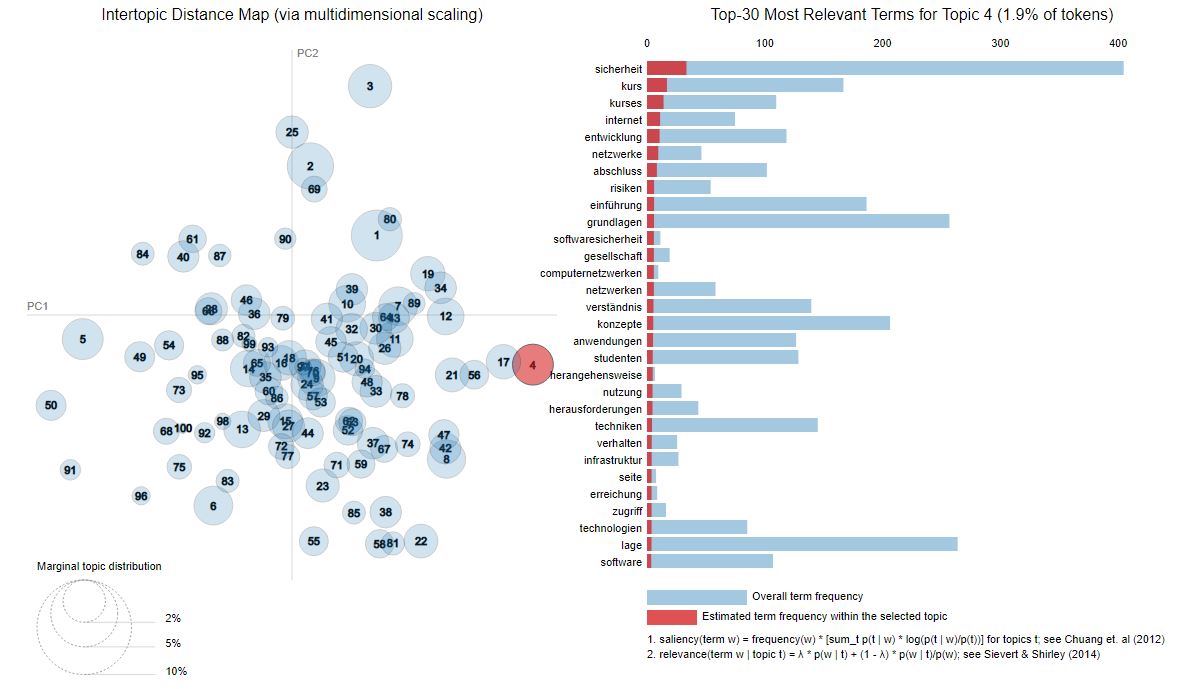 Intertopic Distance Map (via multidimensional scaling)
PC2
PC1
3
25
2
69
80
1
90
61
84
40
87
19
34
39
10
7
89
12
46
36
79
41
32
30
43
11
26
45
5
54
49
88
82
99
93
18
16
65
14
35
51
20
94
17
4
21
56
95
73
60
86
24
9
57
53
48
33
78
50
68
100
92
98
13
29
15
27
44
52
37
67
74
47
42
8
72
77
71
59
91
75
83
96
6
23
85
38
55
58
81
22
Marginal topic distribution
2%
5%
10%
Top-30 Most Relevant Terms for Topic 4 (1.9% of tokens)
0 100 200 300 400
sicherheit
kurs
kurses
internet
entwicklung
netzwerke
abschluss
risiken
einführung
grundlagen
softwaresicherheit
gesellschaft
computernetzwerken
netzwerken
verständnis
konzepte
anwendungen
studenten
herangehensweise
nutzung
herausforderungen
techniken
verhalten
infrastruktur
seite
erreichung
zugriff
technologien
lage
software
Overall term frequency
Estimated term frequency within the selected topic
1. saliency(term w) = frequency(w) * [sum_t p(t | w) * log(p(t | w)/p(t))] for topics t; see Chuang et. al (2012)
2. relevance(term w | topic t) = λ * p(w | t) + (1 - λ) * p(w | t)/p(w); see Sievert & Shirley (2014)